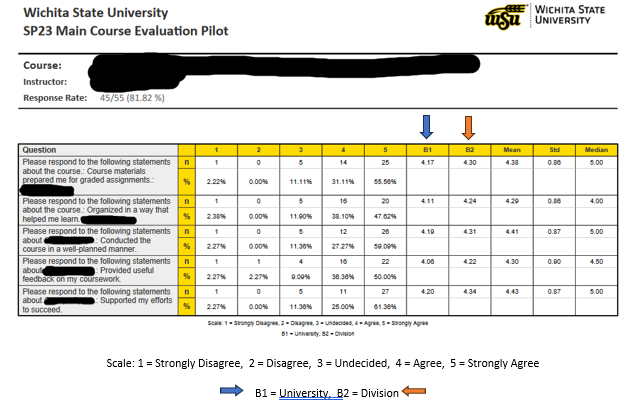 Wichita State University
SP23 Main Course Evaluation Pilot
WSU WICHITA STATE
UNIVERSITY
Course:
Instructor:
Response Rate: 45/55 (81.82 %)
Question 1 2 3 4 5 B1 B2 Mean Std Median
Please respond to the following statements
about the course.: Course materials
prepared me for graded assignments.:
n 1 0 5 14 25 4.17 4.30 4.38 0.86 5.00
% 2.22% 0.00% 11.11% 31.11% 55.56%
Please respond to the following statements
about the course.: Organized in a way that
helped me learn.
n 1 0 5 16 20 4.11 4.24 4.29 0.86 4.00
% 2.38% 0.00% 11.90% 38.10% 47.62%
Please respond to the following statements
about : Conducted the
course in a well-planned manner.
n 1 0 5 12 26 4.19 4.31 4.41 0.87 5.00
% 2.27% 0.00% 11.36% 27.27% 59.09%
Please respond to the following statements
about : Provided useful
feedback on my coursework.
n 1 1 4 16 22 4.06 4.22 4.30 0.90 4.50
% 2.27% 2.27% 9.09% 36.36% 50.00%
Please respond to the following statements
about : Supported my efforts
to succeed.
n 1 0 5 11 27 4.20 4.34 4.43 0.87 5.00
% 2.27% 0.00% 11.36% 25.00% 61.36%
Scale: 1 = Strongly Disagree, 2 = Disagree, 3 = Undecided, 4 = Agree, 5 = Strongly Agree
B1 = University, B2 = Division
Scale: 1 = Strongly Disagree, 2 = Disagree, 3 = Undecided, 4 = Agree, 5 = Strongly Agree
B1 = University, B2 = Division